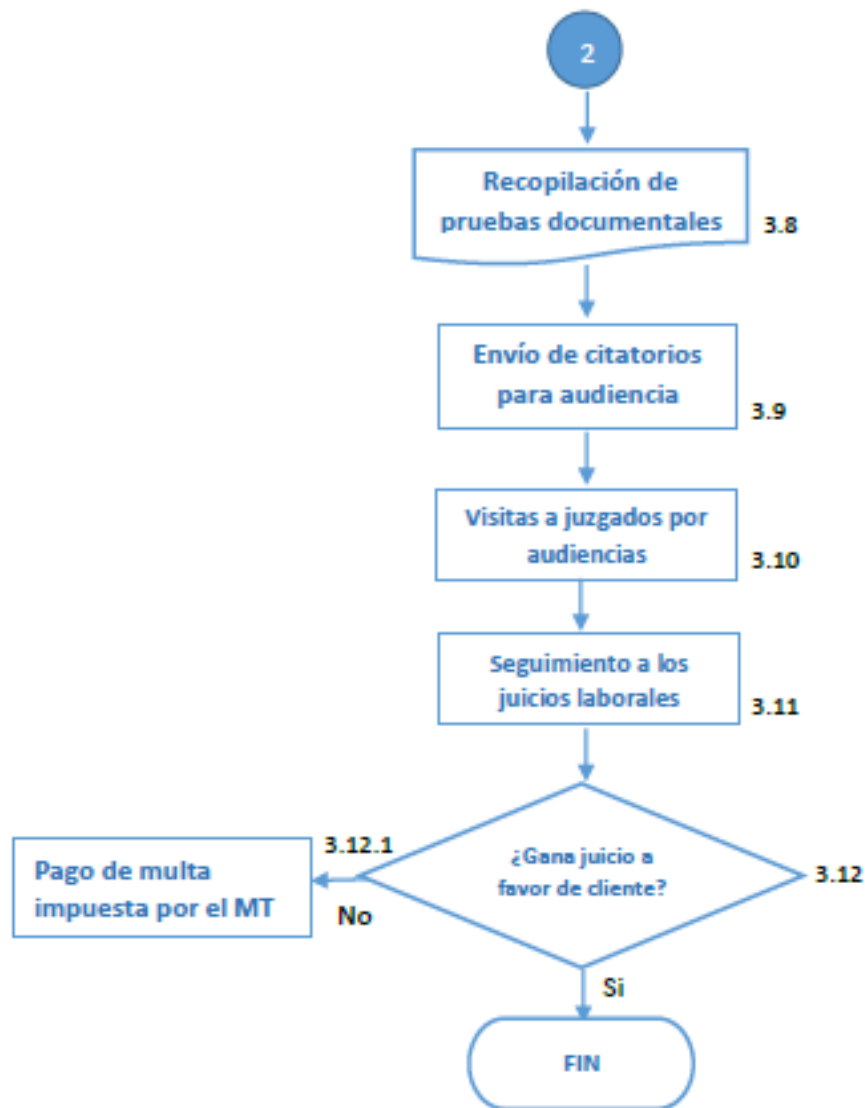 2
Recopilación de
pruebas documentales
3.8
Envío de citatorios
para audiencia
3.9
Visitas a juzgados por
audiencias
3.10
Seguimiento a los
juicios laborales
3.11
¿Gana juicio a
favor de cliente?
3.12
3.12.1
No
Pago de multa
impuesta por el MT
Si
FIN